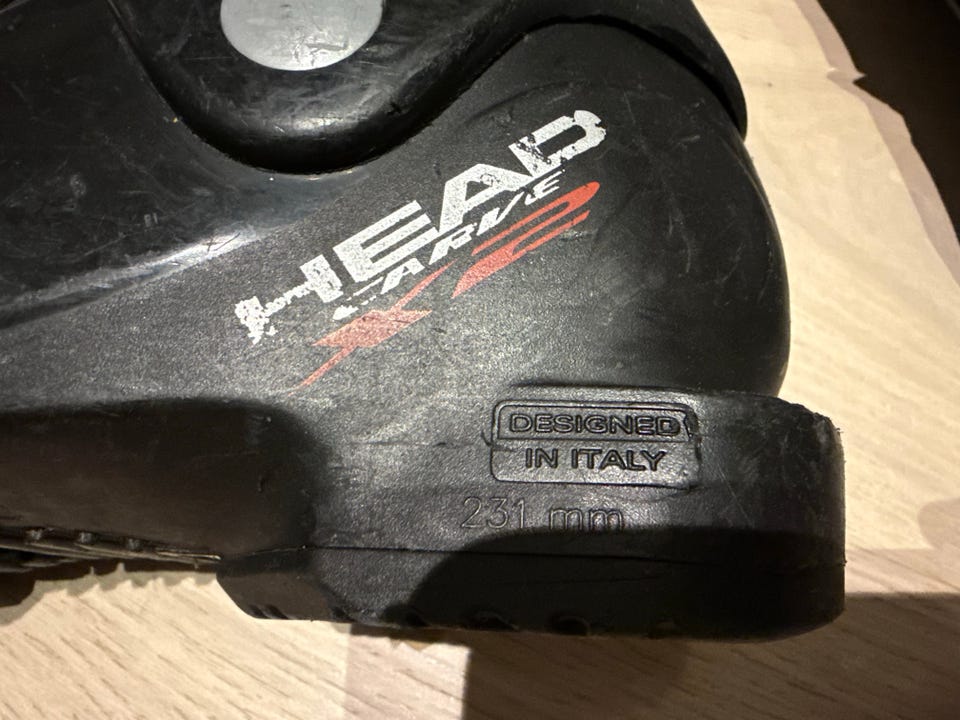 HEAD
CARVE
X2
DESIGNED
IN ITALY
231 mm